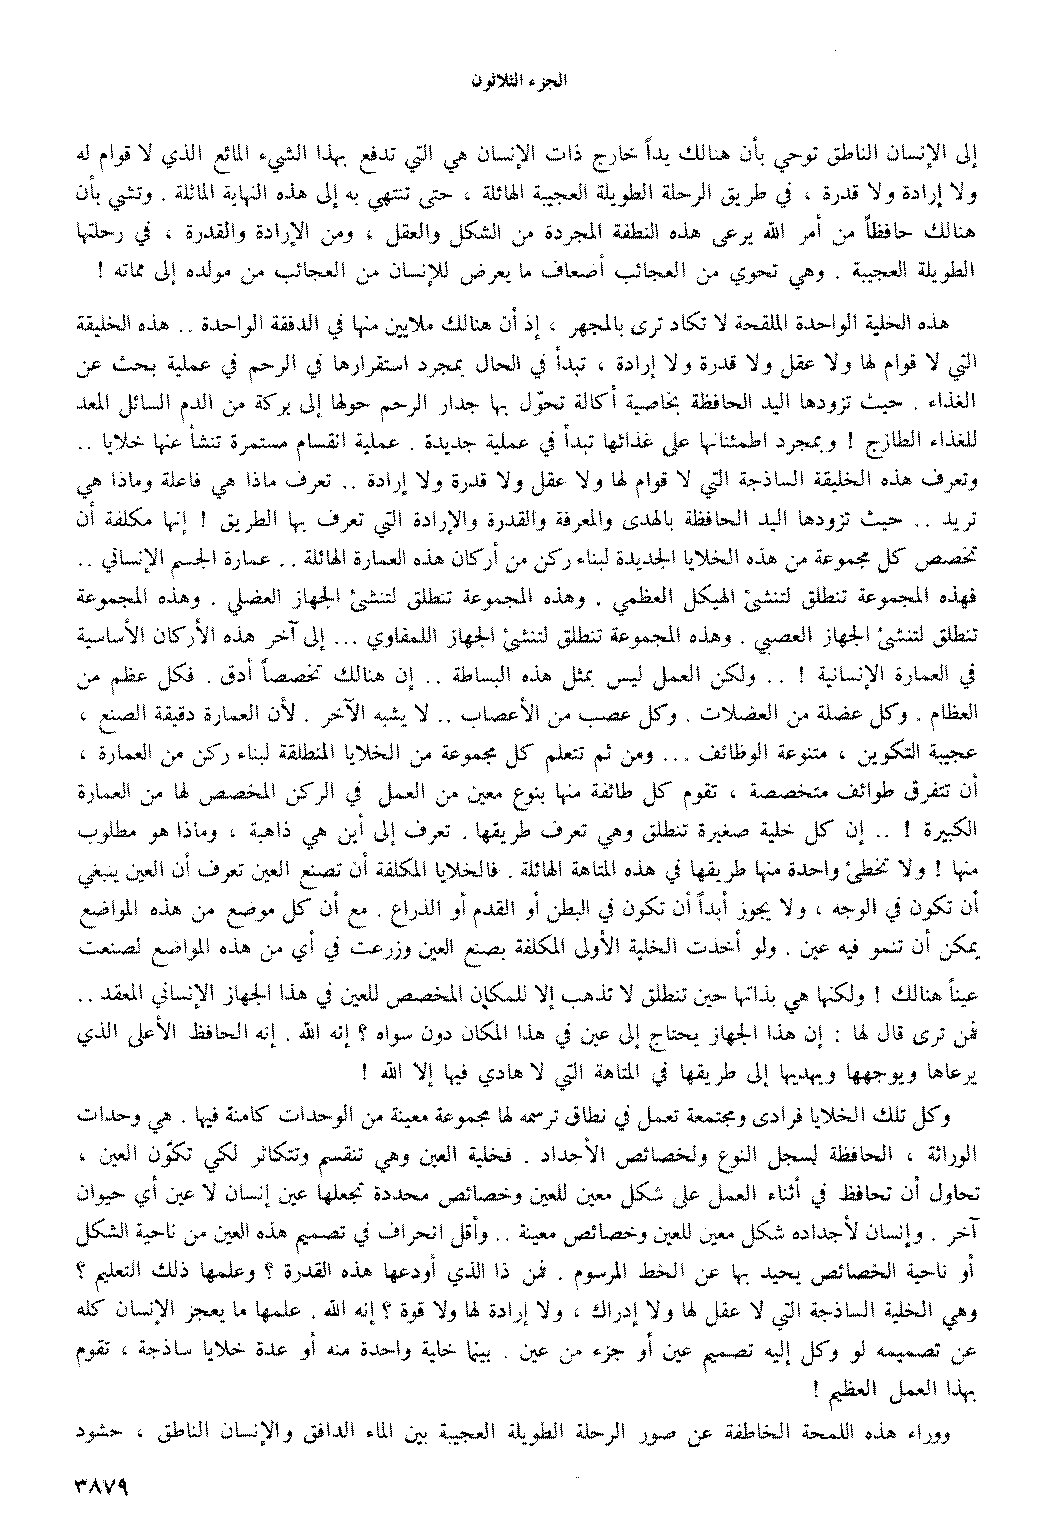 الجزء الثلاثون
إلى الإنسان الناطق توحي بأن هنالك يداً خارج ذات الإنسان هي التي تدفع بهذا الشيء المائع الذي لا قوام له
ولا إرادة ولا قدرة ، في طريق الرحلة الطويلة العجيبة الهائلة ، حتى تنتهي به إلى هذه النهاية الماثلة . وتشي بأن
هنالك حافظاً من أمر الله يرعى هذه النطفة المجردة من الشكل والعقل ، ومن الإرادة والقدرة ، في رحلتها
الطويلة العجيبة . وهي تحوي من العجائب أضعاف ما يعرض للإنسان من العجائب من مولده إلى مماته !
هذه الخلية الواحدة الملقحة لا تكاد ترى بالمجهر ، إذ أن هنالك ملايين منها في الدفقة الواحدة .. هذه الخليقة
التي لا قوام لها ولا عقل ولا قدرة ولا إرادة ، تبدأ في الحال بمجرد استقرارها في الرحم في عملية بحث عن
الغذاء . حيث تزودها اليد الحافظة بخاصية أكالة تحوّل بها جدار الرحم حولها إلى بركة من الدم السائل المعد
للغذاء الطازج ! وبمجرد اطمئنانها على غذائها تبدأ في عملية جديدة . عملية انقسام مستمرة تنشأ عنها خلايا ..
وتعرف هذه الخليقة الساذجة التي لا قوام لها ولا عقل ولا قدرة ولا إرادة .. تعرف ماذا هي فاعلة وماذا هي
تريد .. حيث تزودها اليد الحافظة بالهدى والمعرفة والقدرة والإرادة التي تعرف بها الطريق ! إنها مكلفة أن
تخصص كل مجموعة من هذه الخلايا الجديدة لبناء ركن من أركان هذه العمارة الهائلة .. عمارة الجسم الإنساني ..
فهذه المجموعة تنطلق لتنشئ الهيكل العظمي . وهذه المجموعة تنطلق لتنشئ الجهاز العضلي . وهذه المجموعة
تنطلق لتنشئ الجهاز العصبي . وهذه المجموعة تنطلق لتنشئ الجهاز اللمفاوي ... إلى آخر هذه الأركان الأساسية
في العمارة الإنسانية ! .. ولكن العمل ليس بمثل هذه البساطة .. إن هنالك تخصصاً أدق . فكل عظم من
العظام . وكل عضلة من العضلات . وكل عصب من الأعصاب .. لا يشبه الآخر . لأن العمارة دقيقة الصنع ،
عجيبة التكوين ، متنوعة الوظائف ... ومن ثم تتعلم كل مجموعة من الخلايا المنطلقة لبناء ركن من العمارة ،
أن تتفرق طوائف متخصصة ، تقوم كل طائفة منها بنوع معين من العمل في الركن المخصص لها من العمارة
الكبيرة ! .. إن كل خلية صغيرة تنطلق وهي تعرف طريقها . تعرف إلى أين هي ذاهبة ، وماذا هو مطلوب
منها ! ولا تخطئ واحدة منها طريقها في هذه المتاهة الهائلة . فالخلايا المكلفة أن تصنع العين تعرف أن العين ينبغي
أن تكون في الوجه ، ولا يجوز أبداً أن تكون في البطن أو القدم أو الذراع . مع أن كل موضع من هذه المواضع
يمكن أن تنمو فيه عين . ولو أخذت الخلية الأولى المكلفة بصنع العين وزرعت في أي من هذه المواضع لصنعت
عيناً هنالك ! ولكنها هي بذاتها حين تنطلق لا تذهب إلا للمكان المخصص للعين في هذا الجهاز الإنساني المعقد ..
فمن ترى قال لها : إن هذا الجهاز يحتاج إلى عين في هذا المكان دون سواه ؟ إنه الله . إنه الحافظ الأعلى الذي
يرعاها ويوجهها ويهديها إلى طريقها في المتاهة التي لا هادي فيها إلا الله !
وكل تلك الخلايا فرادى ومجتمعة تعمل في نطاق ترسمه لها مجموعة معينة من الوحدات كامنة فيها . هي وحدات
الوراثة ، الحافظة لسجل النوع ولخصائص الأجداد . فخلية العين وهي تنقسم وتتكاثر لكي تكوّن العين ،
تحاول أن تحافظ في أثناء العمل على شكل معين للعين وخصائص محددة تجعلها عين إنسان لا عين أي حيوان
آخر . وإنسان لأجداده شكل معين للعين وخصائص معينة .. وأقل انحراف في تصميم هذه العين من ناحية الشكل
أو ناحية الخصائص يحيد بها عن الخط المرسوم . فمن ذا الذي أودعها هذه القدرة ؟ وعلمها ذلك التعليم ؟
وهي الخلية الساذجة التي لا عقل لها ولا إدراك ، ولا إرادة لها ولا قوة ؟ إنه الله . علمها ما يعجز الإنسان كله
عن تصميمه لو وكل إليه تصميم عين أو جزء من عين . بينما خلية واحدة منه أو عدة خلايا ساذجة ، تقوم
بهذا العمل العظيم !
ووراء هذه اللمحة الخاطفة عن صور الرحلة الطويلة العجيبة بين الماء الدافق والإنسان الناطق ، حشود
٣٨٧٩